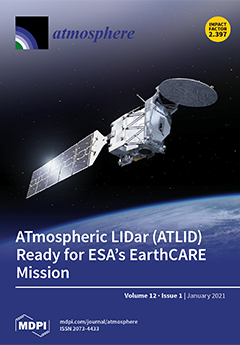 atmosphere
IMPACT
FACTOR
2.397
ATmospheric LIDar (ATLID)
Ready for ESA's EarthCARE
Mission
Volume 12 • Issue 1 | January 2021
MDPI
mdpi.com/journal/atmosphere
ISSN 2073-4433